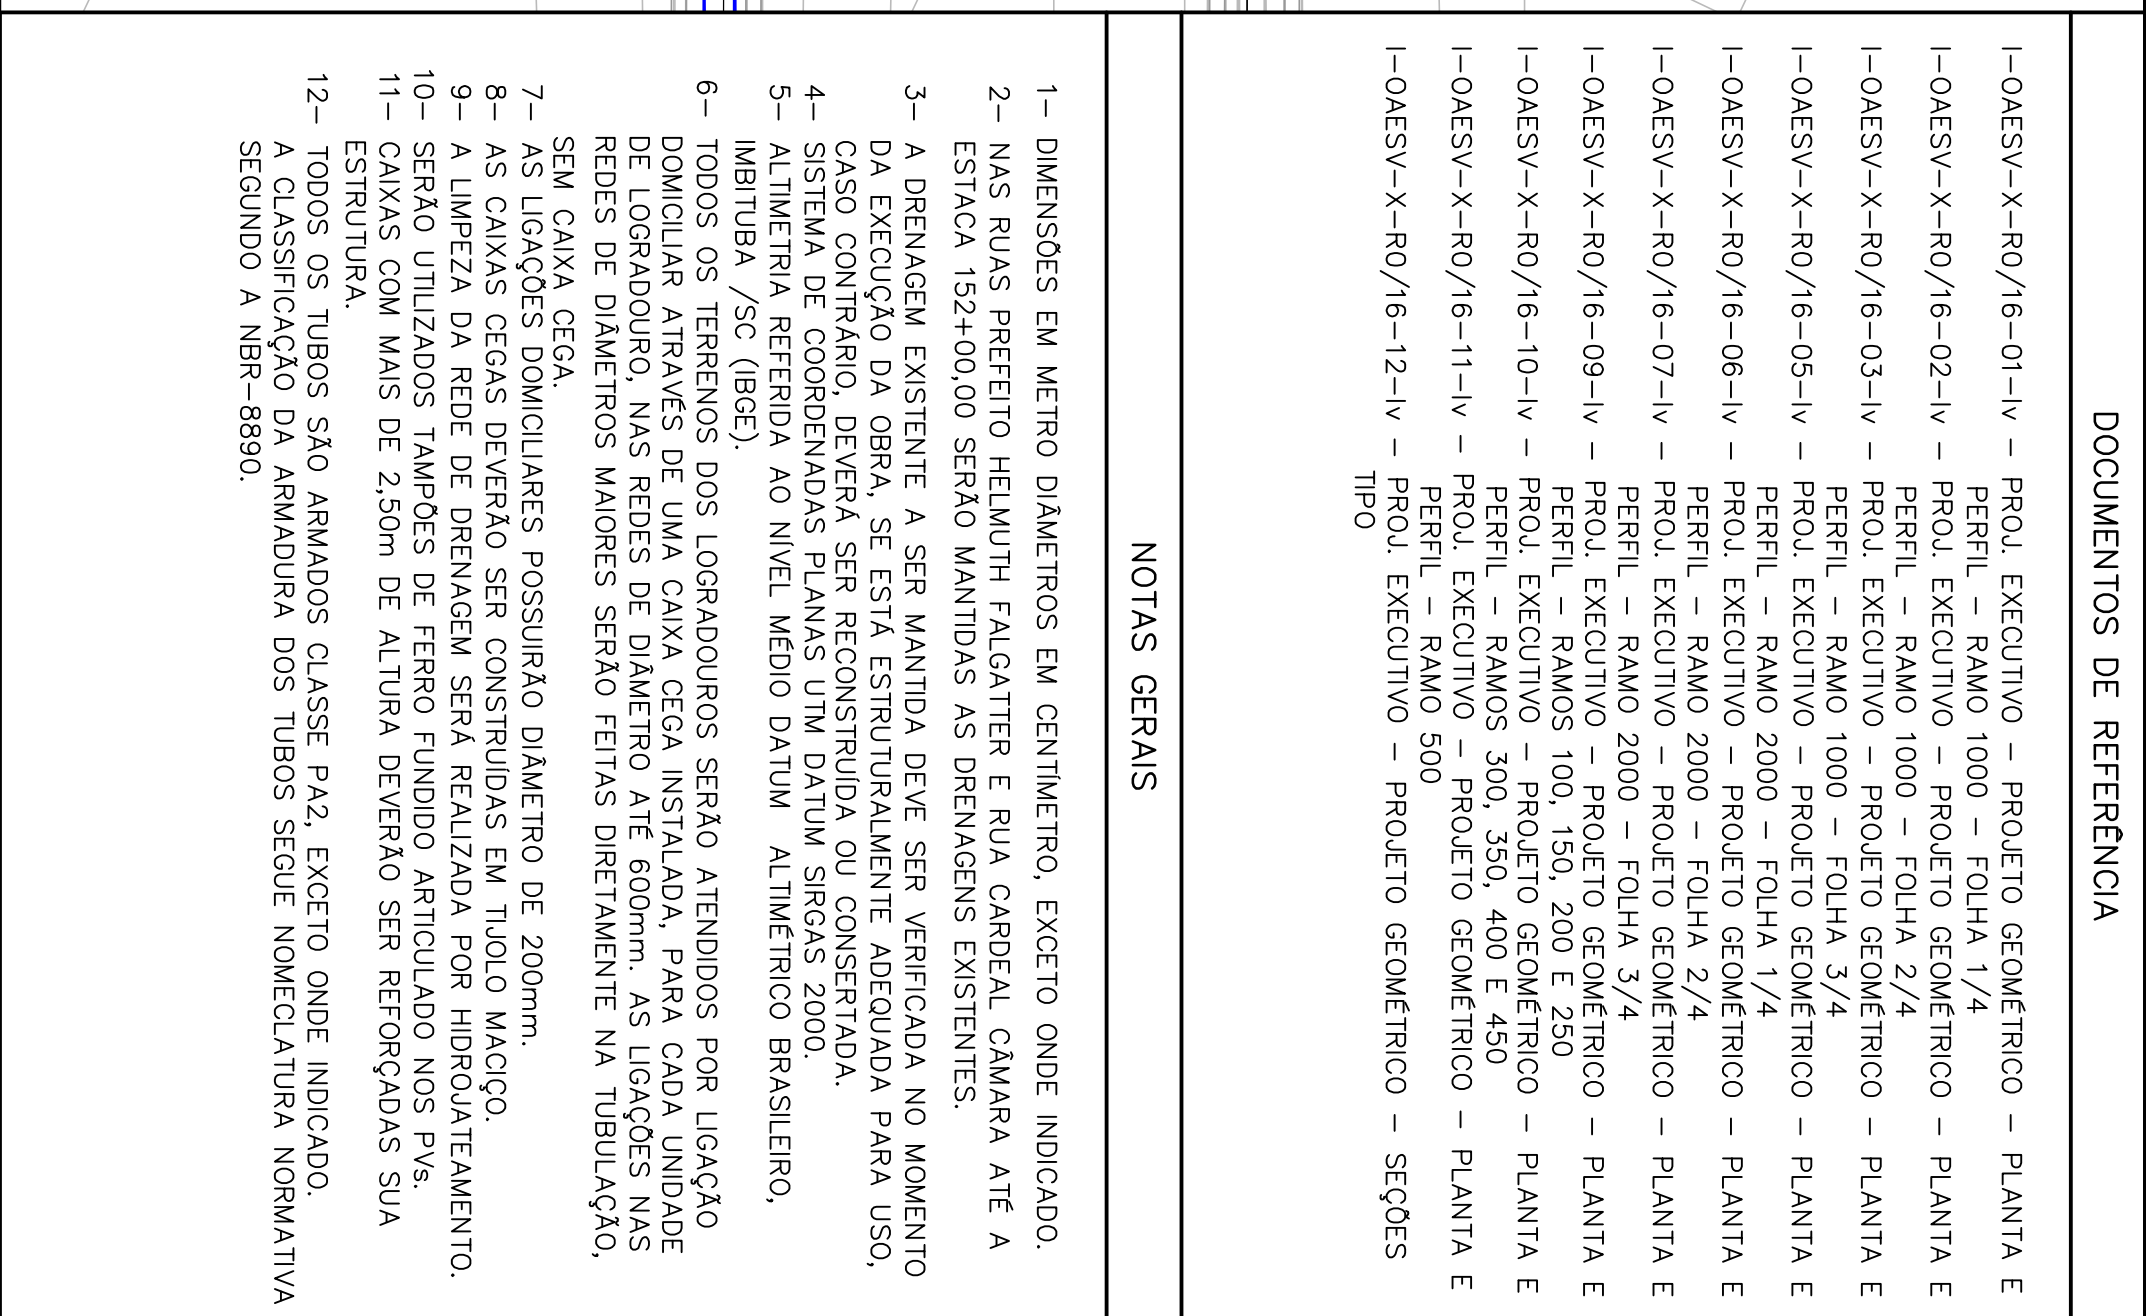 DOCUMENTOS DE REFERÊNCIA
I-OAESV-X-R0/16-01-lv - PROJ. EXECUTIVO - PROJETO GEOMÉTRICO - PLANTA E
PERFIL - RAMO 1000 - FOLHA 1/4
I-OAESV-X-R0/16-02-lv - PROJ. EXECUTIVO - PROJETO GEOMÉTRICO - PLANTA E
PERFIL - RAMO 1000 - FOLHA 2/4
I-OAESV-X-R0/16-03-lv - PROJ. EXECUTIVO - PROJETO GEOMÉTRICO - PLANTA E
PERFIL - RAMO 1000 - FOLHA 3/4
I-OAESV-X-R0/16-05-lv - PROJ. EXECUTIVO - PROJETO GEOMÉTRICO - PLANTA E
PERFIL - RAMO 2000 - FOLHA 1/4
I-OAESV-X-R0/16-06-lv - PROJ. EXECUTIVO - PROJETO GEOMÉTRICO - PLANTA E
PERFIL - RAMO 2000 - FOLHA 2/4
I-OAESV-X-R0/16-07-lv - PROJ. EXECUTIVO - PROJETO GEOMÉTRICO - PLANTA E
PERFIL - RAMO 2000 - FOLHA 3/4
I-OAESV-X-R0/16-09-lv - PROJ. EXECUTIVO - PROJETO GEOMÉTRICO - PLANTA E
PERFIL - RAMOS 100, 150, 200 E 250
I-OAESV-X-R0/16-10-lv - PROJ. EXECUTIVO - PROJETO GEOMÉTRICO - PLANTA E
PERFIL - RAMOS 300, 350, 400 E 450
I-OAESV-X-R0/16-11-lv - PROJ. EXECUTIVO - PROJETO GEOMÉTRICO - PLANTA E
PERFIL - RAMO 500
I-OAESV-X-R0/16-12-lv - PROJ. EXECUTIVO - PROJETO GEOMÉTRICO - SEÇÕES
TIPO
NOTAS GERAIS
1- DIMENSÕES EM METRO DIÂMETROS EM CENTÍMETRO, EXCETO ONDE INDICADO.
2- NAS RUAS PREFEITO HELMUTH FALGATTER E RUA CARDEAL CÂMARA ATÉ A
ESTACA 152+00,00 SERÃO MANTIDAS AS DRENAGENS EXISTENTES.
3- A DRENAGEM EXISTENTE A SER MANTIDA DEVE SER VERIFICADA NO MOMENTO
DA EXECUÇÃO DA OBRA, SE ESTÁ ESTRUTURALMENTE ADEQUADA PARA USO,
CASO CONTRÁRIO, DEVERÁ SER RECONSTRUÍDA OU CONSERTADA.
4- SISTEMA DE COORDENADAS PLANAS UTM DATUM SIRGAS 2000.
5- ALTIMETRIA REFERIDA AO NÍVEL MÉDIO DATUM ALTIMÉTRICO BRASILEIRO,
IMBITUBA /SC (IBGE).
6- TODOS OS TERRENOS DOS LOGRADOUROS SERÃO ATENDIDOS POR LIGAÇÃO
DOMICILIAR ATRAVÉS DE UMA CAIXA CEGA INSTALADA, PARA CADA UNIDADE
DE LOGRADOURO, NAS REDES DE DIÂMETRO ATÉ 600mm. AS LIGAÇÕES NAS
REDES DE DIÂMETROS MAIORES SERÃO FEITAS DIRETAMENTE NA TUBULAÇÃO,
SEM CAIXA CEGA.
7- AS LIGAÇÕES DOMICILIARES POSSUIRÃO DIÂMETRO DE 200mm.
8- AS CAIXAS CEGAS DEVERÃO SER CONSTRUÍDAS EM TIJOLO MACIÇO.
9- A LIMPEZA DA REDE DE DRENAGEM SERÁ REALIZADA POR HIDROJATEAMENTO.
10- SERÃO UTILIZADOS TAMPÕES DE FERRO FUNDIDO ARTICULADO NOS PVs.
11- CAIXAS COM MAIS DE 2,50m DE ALTURA DEVERÃO SER REFORÇADAS SUA
ESTRUTURA.
12- TODOS OS TUBOS SÃO ARMADOS CLASSE PA2, EXCETO ONDE INDICADO.
A CLASSIFICAÇÃO DA ARMADURA DOS TUBOS SEGUE NOMECLATURA NORMATIVA
SEGUNDO A NBR-8890.